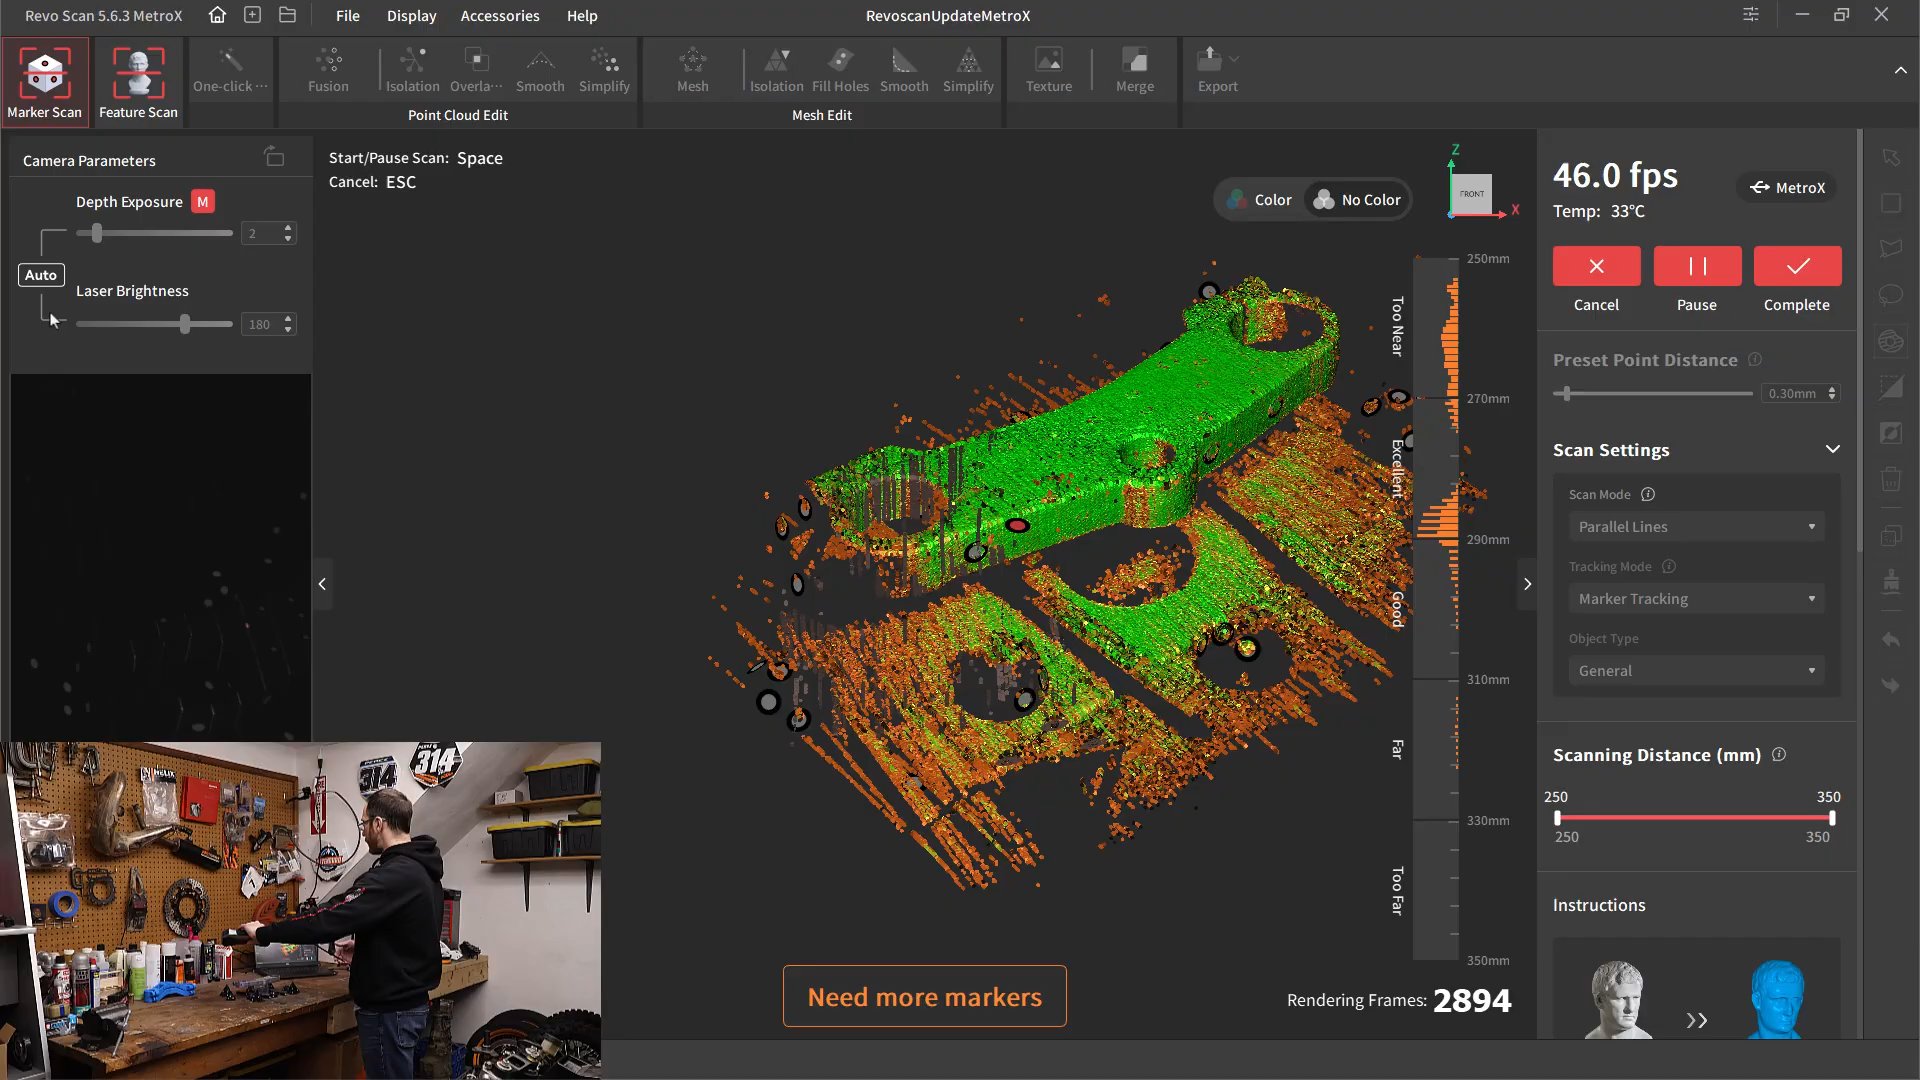 Revo Scan 5.6.3 MetroX
File
Display
Accessories
Help
RevoscanUpdateMetroX
Marker Scan
Feature Scan
One-click ···
Fusion
Isolation
Overla···
Smooth
Simplify
Point Cloud Edit
Mesh
Isolation
Fill Holes
Smooth
Simplify
Mesh Edit
Texture
Merge
Export
Camera Parameters
Depth Exposure M
2
Auto
Laser Brightness
180
Start/Pause Scan: Space
Cancel: ESC
Color
No Color
Z
FRONT
X
250mm
Too Near
270mm
Excellent
290mm
Good
310mm
Far
330mm
Too Far
350mm
Need more markers
Rendering Frames: 2894
46.0 fps
MetroX
Temp: 33°C
Cancel
Pause
Complete
Preset Point Distance
0.30mm
Scan Settings
Scan Mode
Parallel Lines
Tracking Mode
Marker Tracking
Object Type
General
Scanning Distance (mm)
250
350
250
350
Instructions
314
314